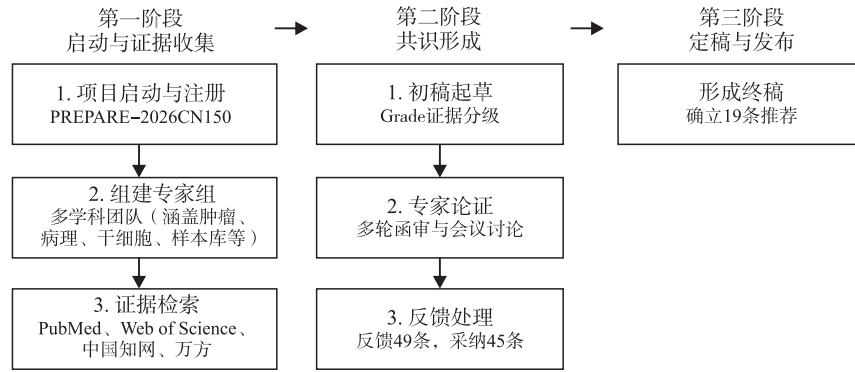 第一阶段
启动与证据收集
1. 项目启动与注册
PREPARE-2026CN150
2. 组建专家组
多学科团队（涵盖肿瘤、
病理、干细胞、样本库等）
3. 证据检索
PubMed、Web of Science、
中国知网、万方
第二阶段
共识形成
1. 初稿起草
Grade证据分级
2. 专家论证
多轮函审与会议讨论
3. 反馈处理
反馈49条，采纳45条
第三阶段
定稿与发布
形成终稿
确立19条推荐